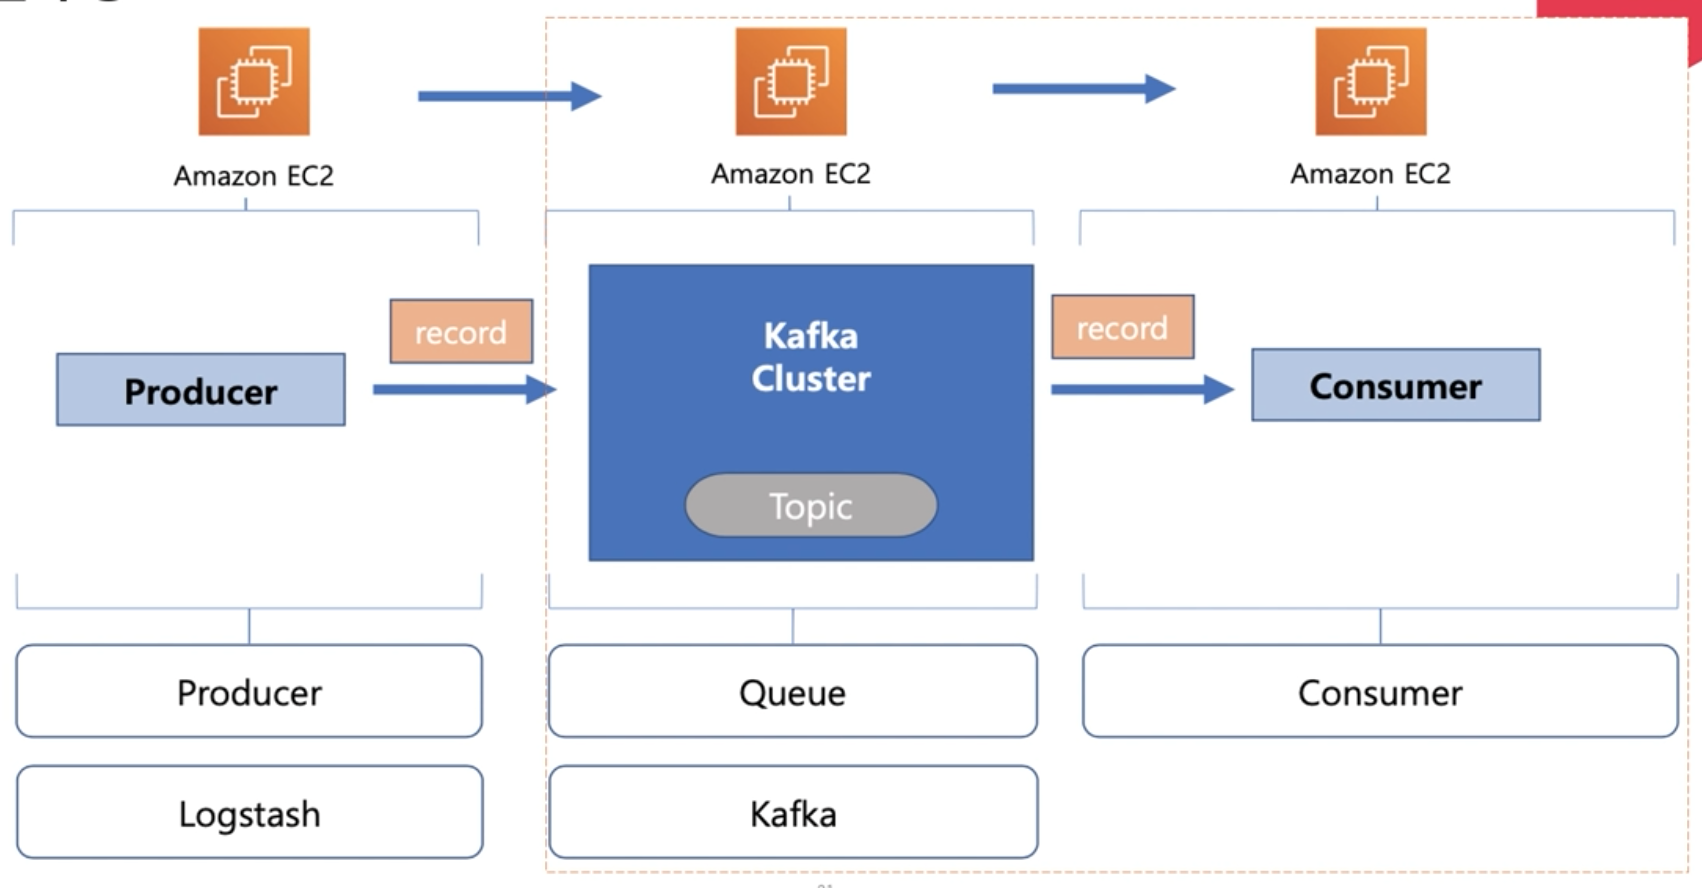 Amazon EC2
Amazon EC2
Amazon EC2
record
record
Producer
Kafka
Cluster
Consumer
Topic
Producer
Queue
Consumer
Logstash
Kafka